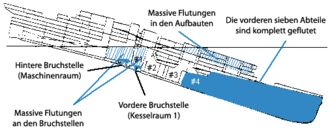 Massive Flutungen
in den Aufbauten
Die vorderen sieben Abteile
sind komplett geflutet
Hintere Bruchstelle
(Maschinenraum)
#2
#3
#4
Massive Flutungen
an den Bruchstellen
Vordere Bruchstelle
(Kesselraum 1)